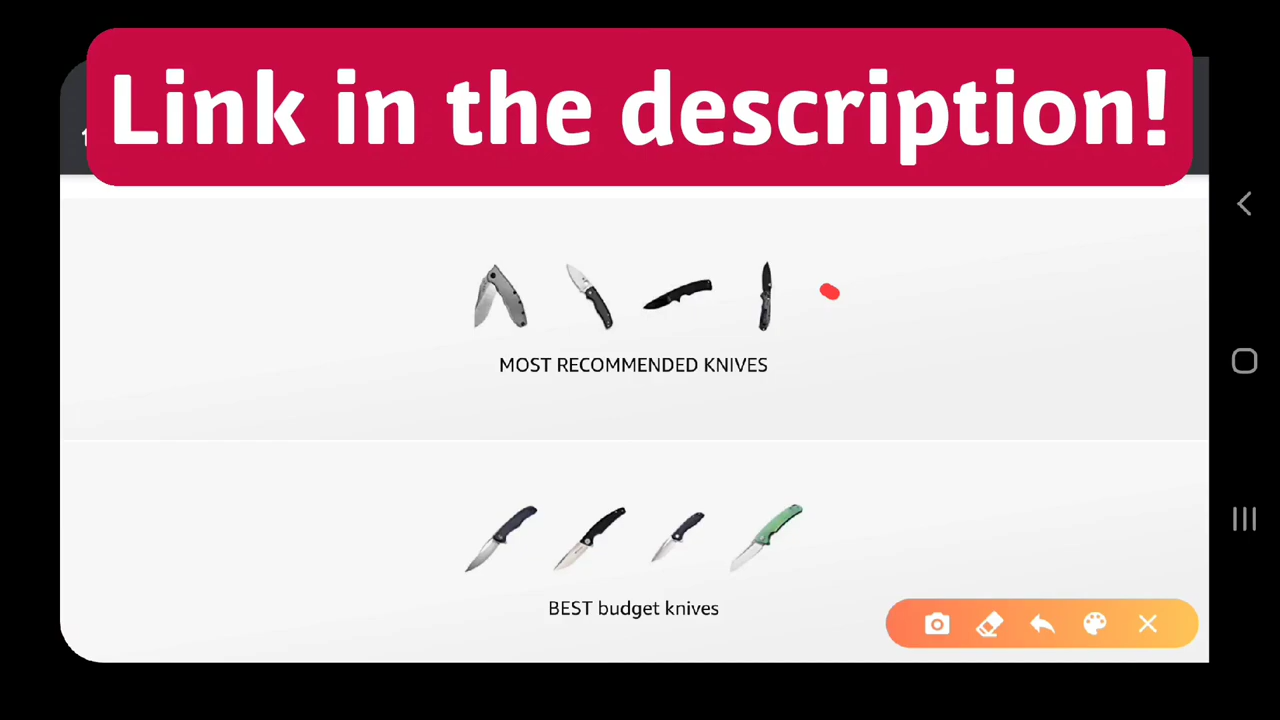 Link in the description!
MOST RECOMMENDED KNIVES
BEST budget knives